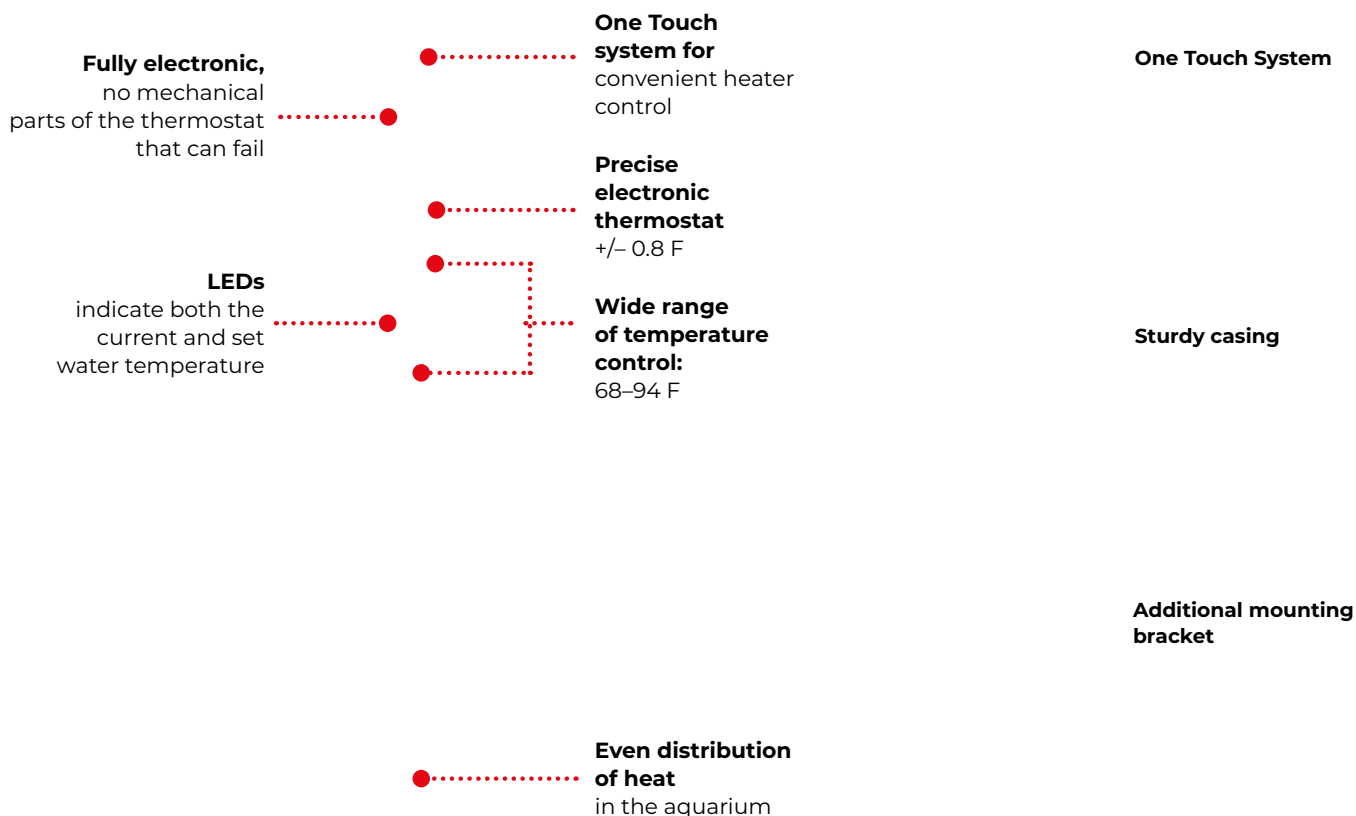 Fully electronic,
no mechanical
parts of the thermostat
that can fail
LEDs
indicate both the
current and set
water temperature
One Touch
system for
convenient heater
control
Precise
electronic
thermostat
+/– 0.8 F
Wide range
of temperature
control:
68–94 F
Even distribution
of heat
in the aquarium
One Touch System
Sturdy casing
Additional mounting
bracket